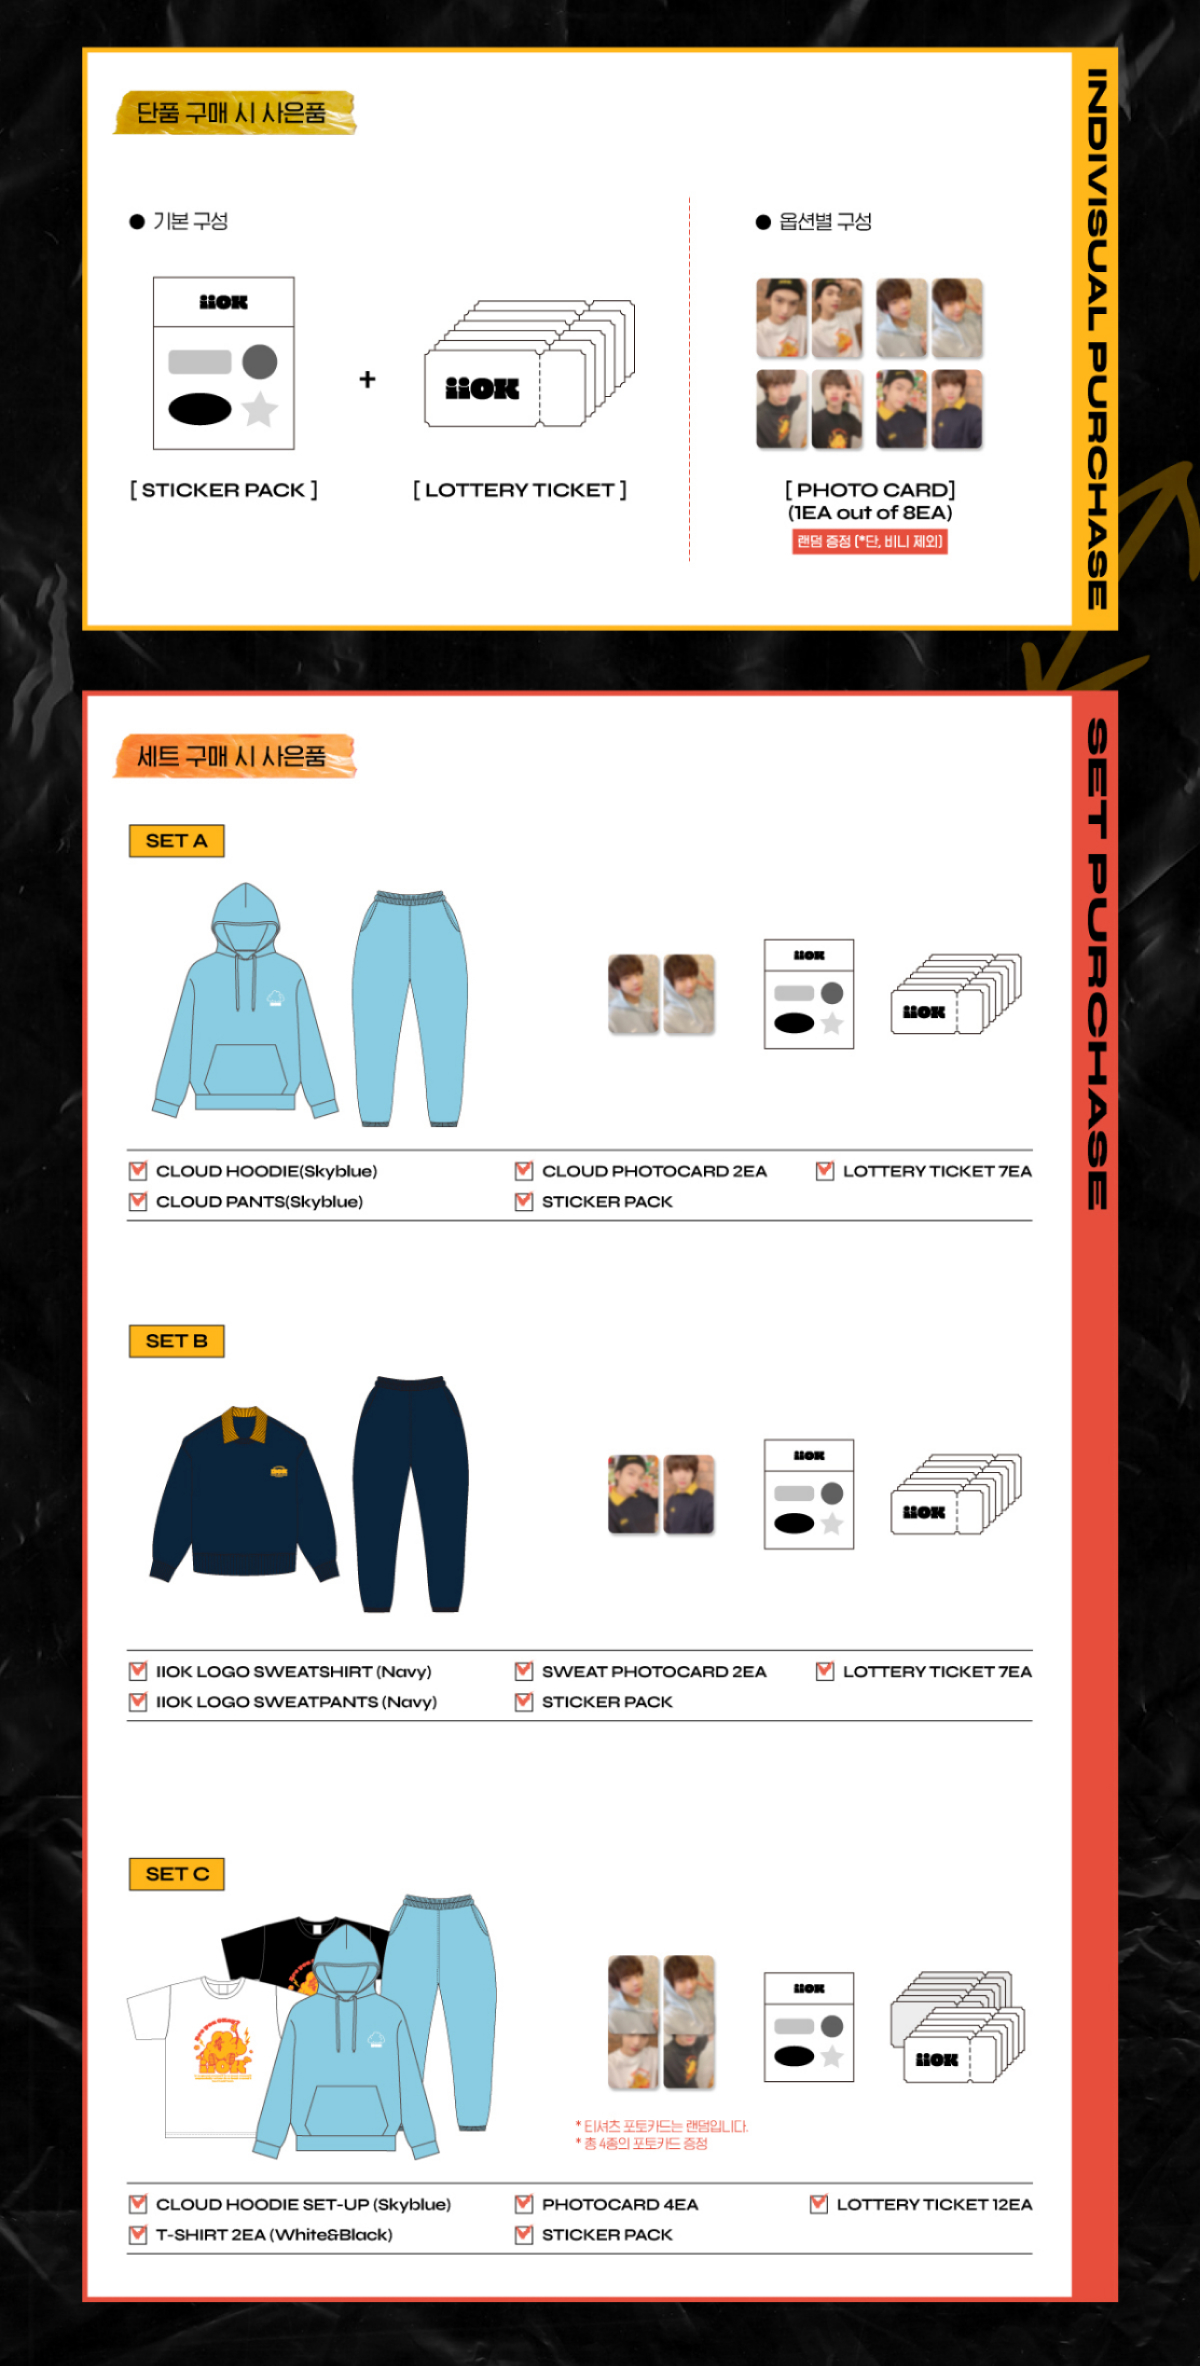 단품 구매 시 사은품
INDIVISUAL PURCHASE
● 기본 구성
● 옵션별 구성
iiOK
+
iiOK
[ STICKER PACK ]
[ LOTTERY TICKET ]
[ PHOTO CARD]
(1EA out of 8EA)
랜덤 증정 (*단, 비니 제외)
세트 구매 시 사은품
SET PURCHASE
SET A
iiOK
iiOK
CLOUD HOODIE(Skyblue)
CLOUD PHOTOCARD 2EA
LOTTERY TICKET 7EA
CLOUD PANTS(Skyblue)
STICKER PACK
SET B
iiOK
iiOK
IIOK LOGO SWEATSHIRT (Navy)
SWEAT PHOTOCARD 2EA
LOTTERY TICKET 7EA
IIOK LOGO SWEATPANTS (Navy)
STICKER PACK
SET C
iiOK
iiOK
* 티셔츠 포토카드는 랜덤입니다.
* 총 4종의 포토카드 증정
CLOUD HOODIE SET-UP (Skyblue)
PHOTOCARD 4EA
LOTTERY TICKET 12EA
T-SHIRT 2EA (White&Black)
STICKER PACK